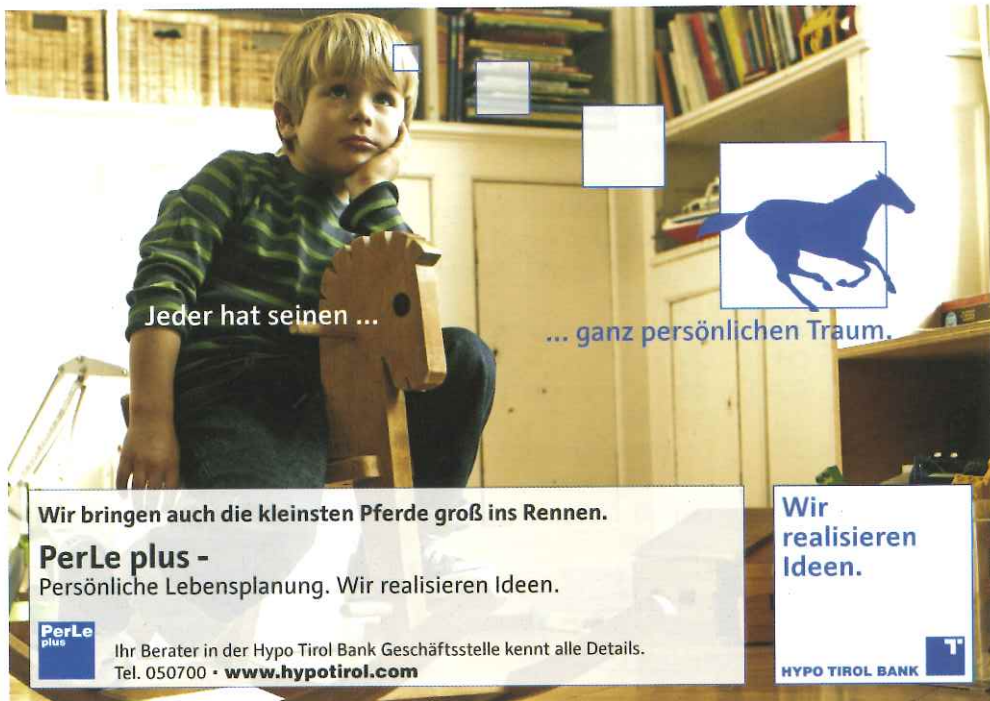 Jeder hat seinen ...
... ganz persönlichen Traum.
Wir bringen auch die kleinsten Pferde groß ins Rennen.
PerLe plus -
Persönliche Lebensplanung. Wir realisieren Ideen.
PerLe
plus
Ihr Berater in der Hypo Tirol Bank Geschäftsstelle kennt alle Details.
Tel. 050700 • www.hypotirol.com
Wir
realisieren
Ideen.
HYPO TIROL BANK